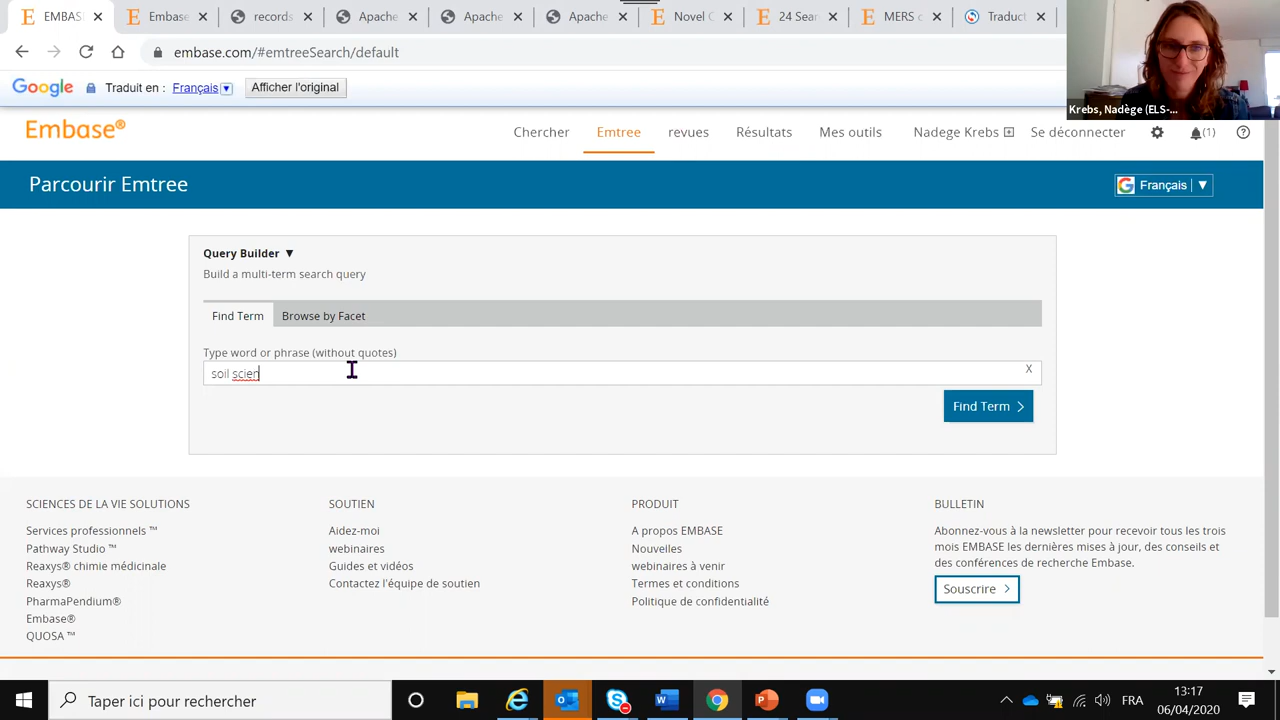 EMBAS
Embase
records
Apache
Apache
Apache
Novel C
24 Sear
MERS c
Traduct
embase.com/#emtreeSearch/default
Google
Traduit en :
Français
Afficher l'original
Krebs, Nadège (ELS-...
Embase®
Chercher
Emtree
revues
Résultats
Mes outils
Nadege Krebs
Se déconnecter
(1)
Parcourir Emtree
Français
Query Builder
Build a multi-term search query
Find Term
Browse by Facet
Type word or phrase (without quotes)
soil scien
X
Find Term
SCIENCES DE LA VIE SOLUTIONS
Services professionnels ™
Pathway Studio ™
Reaxys® chimie médicinale
Reaxys®
PharmaPendium®
Embase®
QUOSA ™
SOUTIEN
Aidez-moi
webinaires
Guides et vidéos
Contactez l'équipe de soutien
PRODUIT
A propos EMBASE
Nouvelles
webinaires à venir
Termes et conditions
Politique de confidentialité
BULLETIN
Abonnez-vous à la newsletter pour recevoir tous les trois
mois EMBASE les dernières mises à jour, des conseils et
des conférences de recherche Embase.
Souscrire
Taper ici pour rechercher
FRA
13:17
06/04/2020